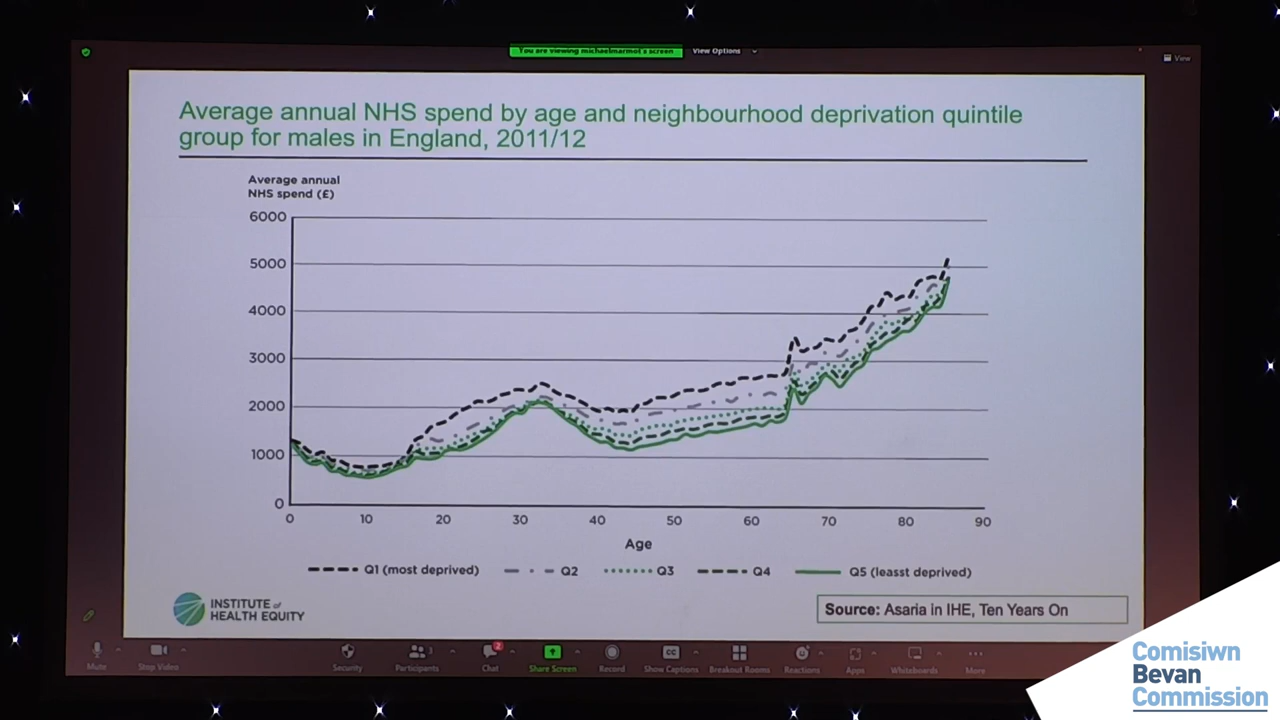 You are viewing michaelmarmot's screen
View Options
View
Average annual NHS spend by age and neighbourhood deprivation quintile
group for males in England, 2011/12
Average annual
NHS spend (£)
6000
5000
4000
3000
2000
1000
0
0 10 20 30 40 50 60 70 80 90
Age
Q1 (most deprived) Q2 Q3 Q4 Q5 (leasst deprived)
INSTITUTE of
HEALTH EQUITY
Source: Asaria in IHE, Ten Years On
3 2
Mute Stop Video Security Participants Chat Share Screen Record Show Captions Breakout Rooms Reactions Apps Whiteboards More
CC
Comisiwn
Bevan
Commission